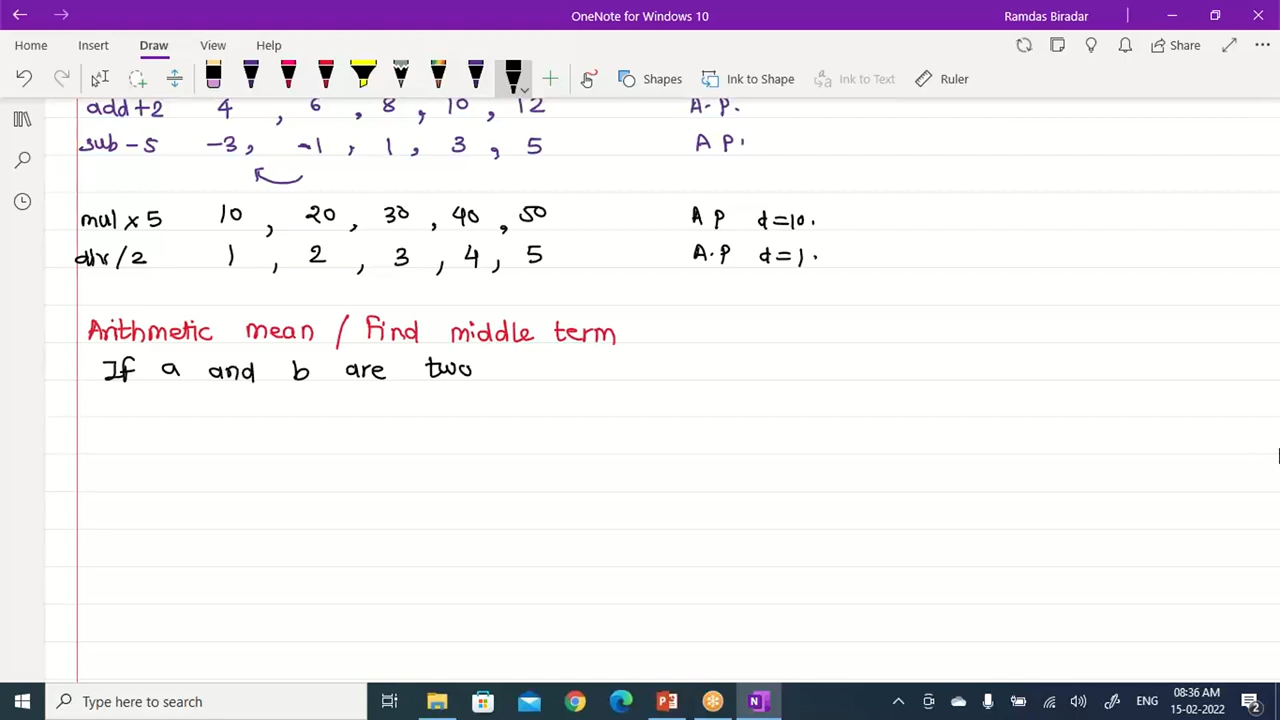 OneNote for Windows 10
Ramdas Biradar
Home Insert Draw View Help
Share
Shapes Ink to Shape Ink to Text Ruler
add+2 4 , 6 , 8 , 10 , 12 A.P.
sub-5 -3, -1, 1, 3, 5 A P.
mul x 5 10, 20, 30, 40, 50 A P d=10.
div/2 1, 2, 3, 4, 5 A.P d=1.
Arithmetic mean / Find middle term
If a and b are two
Type here to search
ENG
08:36 AM
15-02-2022
2